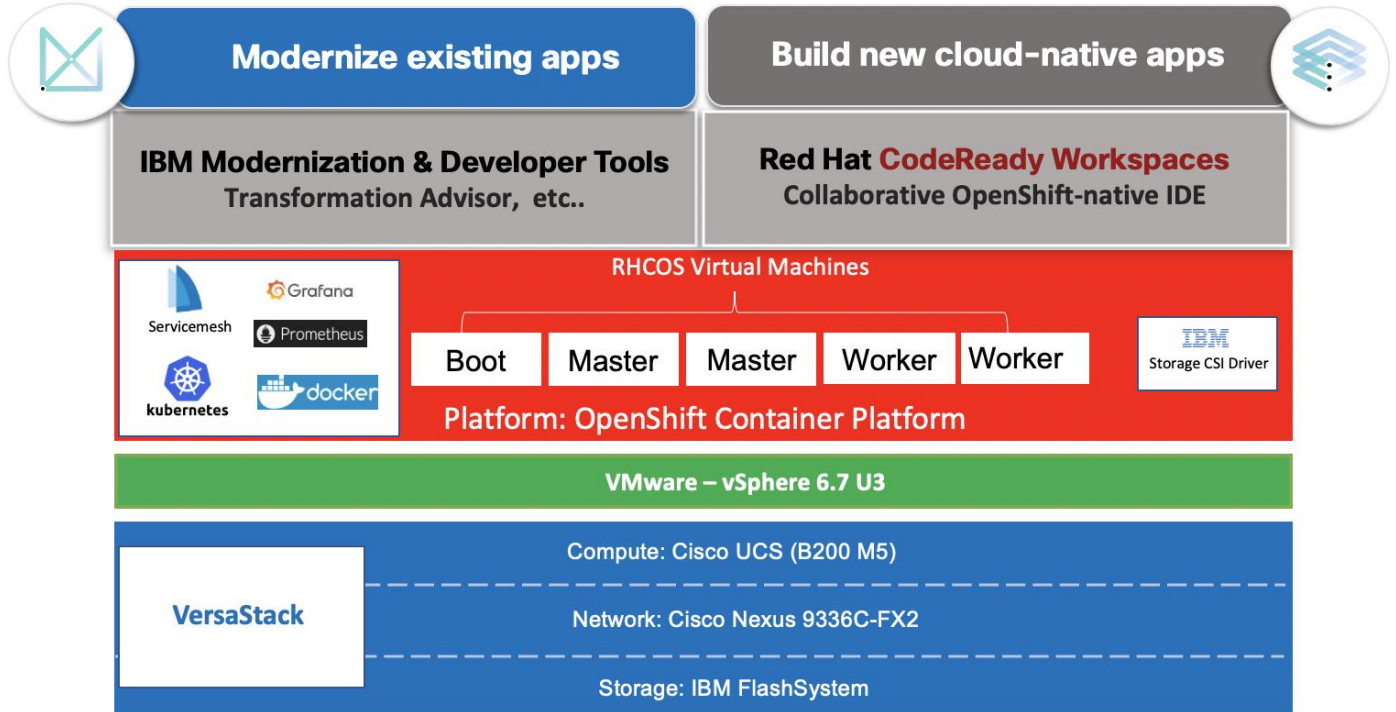 Modernize existing apps
Build new cloud-native apps
IBM Modernization & Developer Tools
Transformation Advisor, etc..
Red Hat CodeReady Workspaces
Collaborative OpenShift-native IDE
RHCOS Virtual Machines
Servicemesh
Grafana
Prometheus
kubernetes
docker
Boot
Master
Master
Worker
Worker
IBM
Storage CSI Driver
Platform: OpenShift Container Platform
VMware – vSphere 6.7 U3
VersaStack
Compute: Cisco UCS (B200 M5)
Network: Cisco Nexus 9336C-FX2
Storage: IBM FlashSystem